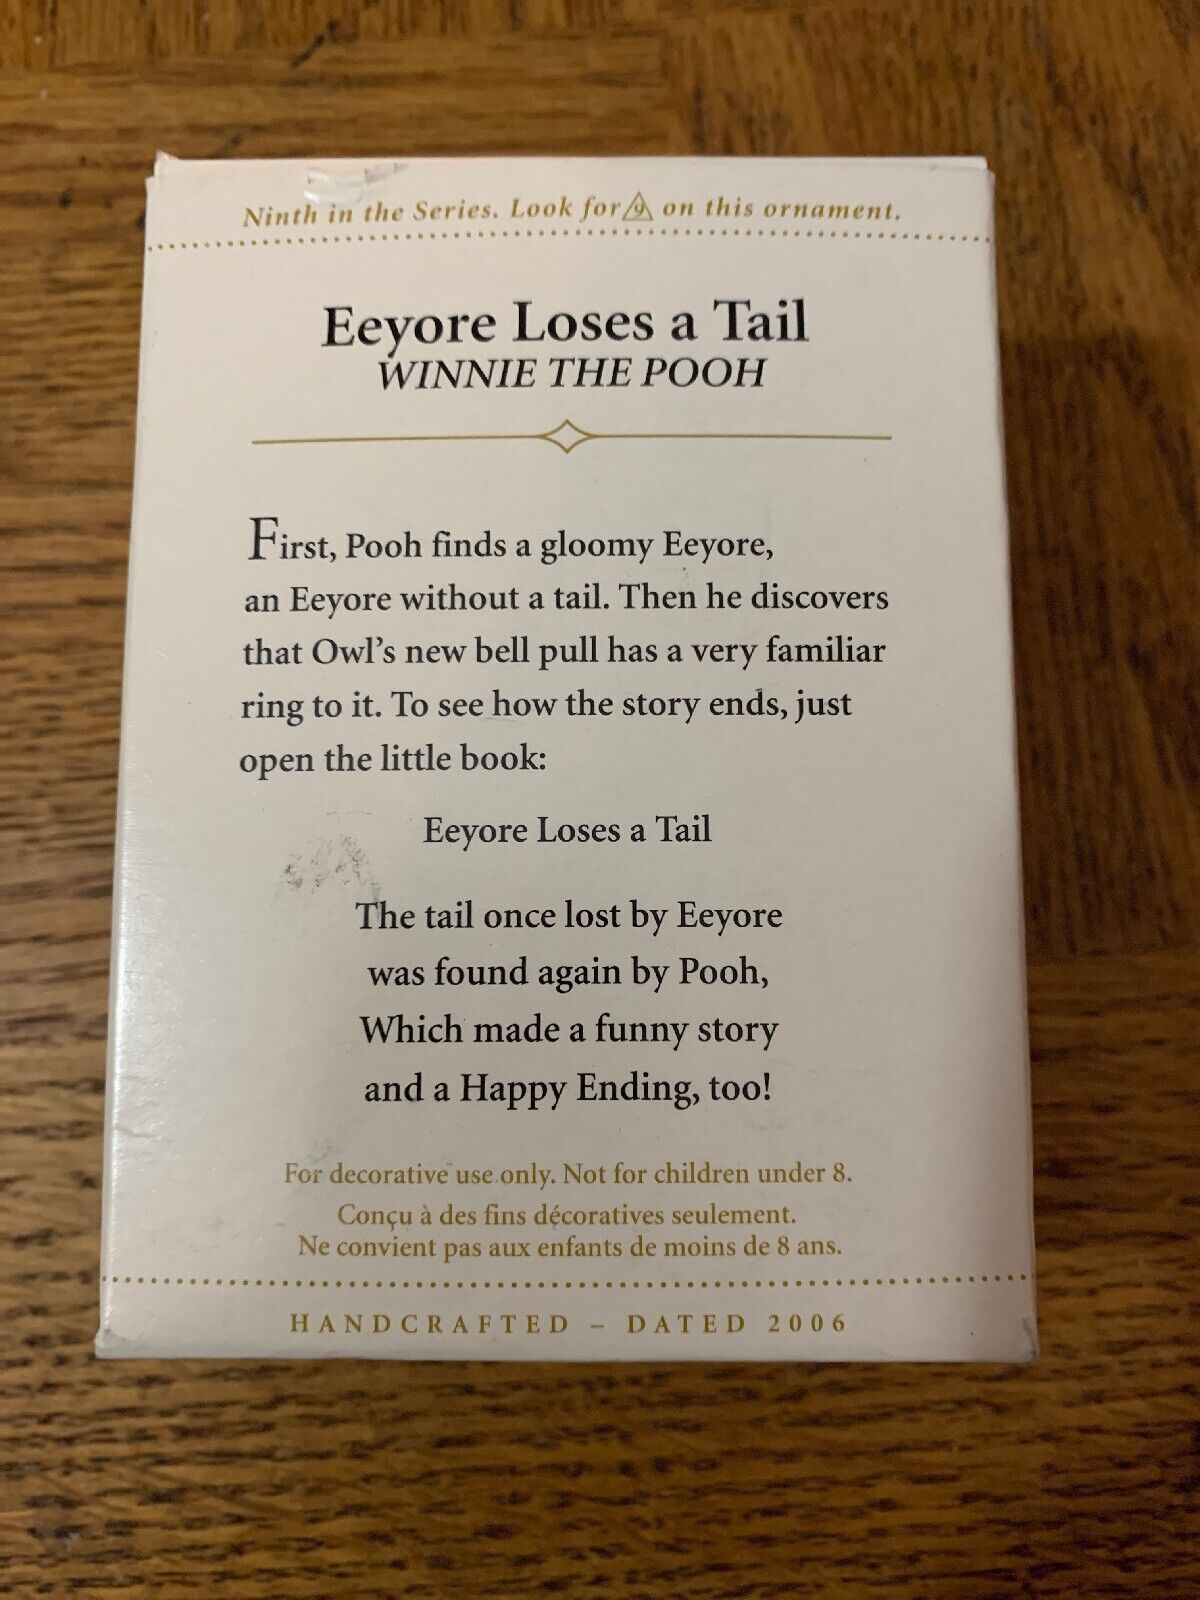 Ninth in the Series. Look for 9 on this ornament.
Eeyore Loses a Tail
WINNIE THE POOH
First, Pooh finds a gloomy Eeyore,
an Eeyore without a tail. Then he discovers
that Owl's new bell pull has a very familiar
ring to it. To see how the story ends, just
open the little book:
Eeyore Loses a Tail
The tail once lost by Eeyore
was found again by Pooh,
Which made a funny story
and a Happy Ending, too!
For decorative use only. Not for children under 8.
Conçu à des fins décoratives seulement.
Ne convient pas aux enfants de moins de 8 ans.
HANDCRAFTED – DATED 2006